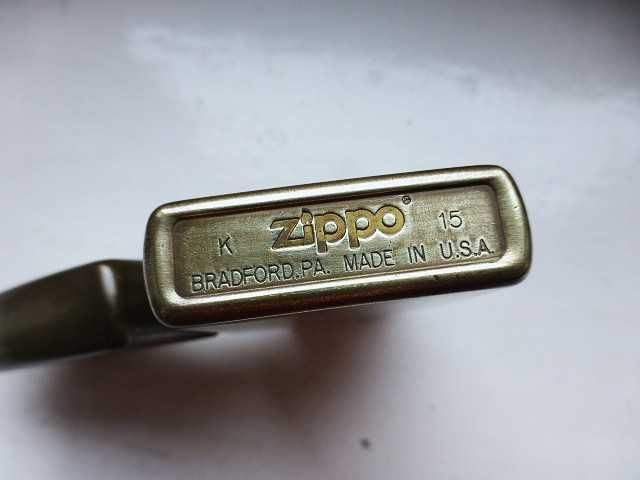 K zippo® 15
BRADFORD.PA. MADE IN U.S.A.